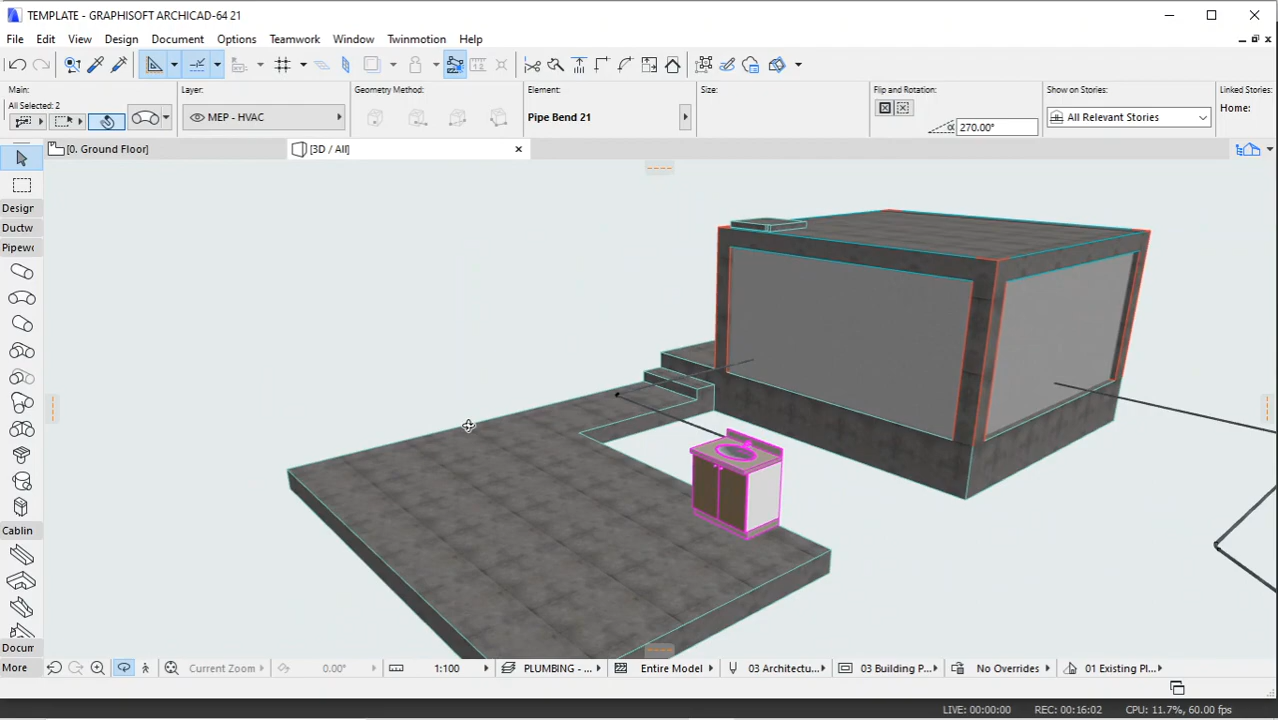 TEMPLATE - GRAPHISOFT ARCHICAD-64 21
File Edit View Design Document Options Teamwork Window Twinmotion Help
Main: Layer: Geometry Method: Element: Size: Flip and Rotation: Show on Stories: Linked Stories:
All Selected: 2
MEP - HVAC Pipe Bend 21 270.00° All Relevant Stories Home:
[0. Ground Floor] [3D / All]
Design
Ductw
Pipewo
Cablin
Docum
More
Current Zoom 0.00° 1:100 PLUMBING - ... Entire Model 03 Architectu... 03 Building P... No Overrides 01 Existing Pl...
LIVE: 00:00:00 REC: 00:16:02 CPU: 11.7%, 60.00 fps